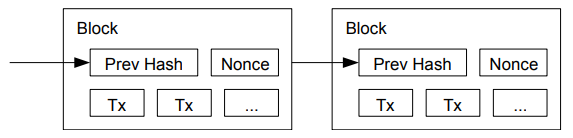 Block
Prev Hash Nonce
Tx Tx ...
Block
Prev Hash Nonce
Tx Tx ...